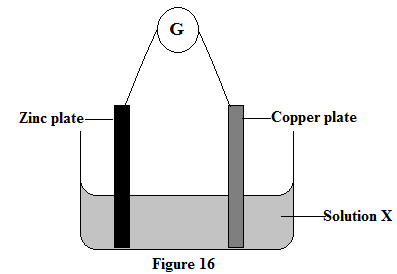 G
Zinc plate
Copper plate
Solution X
Figure 16